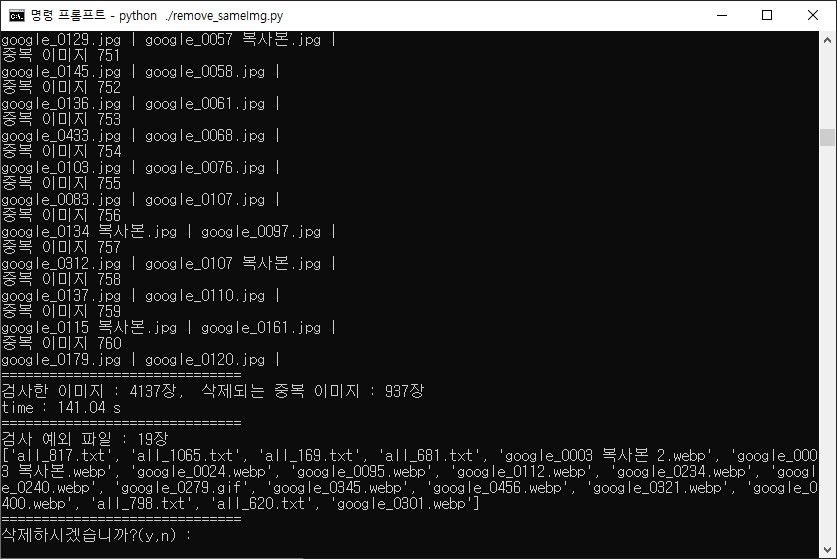 명령 프롬프트 - python ./remove_sameImg.py
google_0129.jpg | google_0057 복사본.jpg |
중복 이미지 751
google_0145.jpg | google_0058.jpg |
중복 이미지 752
google_0136.jpg | google_0061.jpg |
중복 이미지 753
google_0433.jpg | google_0068.jpg |
중복 이미지 754
google_0103.jpg | google_0076.jpg |
중복 이미지 755
google_0083.jpg | google_0107.jpg |
중복 이미지 756
google_0134 복사본.jpg | google_0097.jpg |
중복 이미지 757
google_0312.jpg | google_0107 복사본.jpg |
중복 이미지 758
google_0137.jpg | google_0110.jpg |
중복 이미지 759
google_0115 복사본.jpg | google_0161.jpg |
중복 이미지 760
google_0179.jpg | google_0120.jpg |
==============================
검사한 이미지 : 4137장,  삭제되는 중복 이미지 : 937장
time : 141.04 s
==============================
검사 예외 파일 : 19장
['all_817.txt', 'all_1065.txt', 'all_169.txt', 'all_681.txt', 'google_0003 복사본 2.webp', 'google_000
3 복사본.webp', 'google_0024.webp', 'google_0095.webp', 'google_0112.webp', 'google_0234.webp', 'googl
e_0240.webp', 'google_0279.gif', 'google_0345.webp', 'google_0456.webp', 'google_0321.webp', 'google_0
400.webp', 'all_798.txt', 'all_620.txt', 'google_0301.webp']
==============================
삭제하시겠습니까?(y,n) :